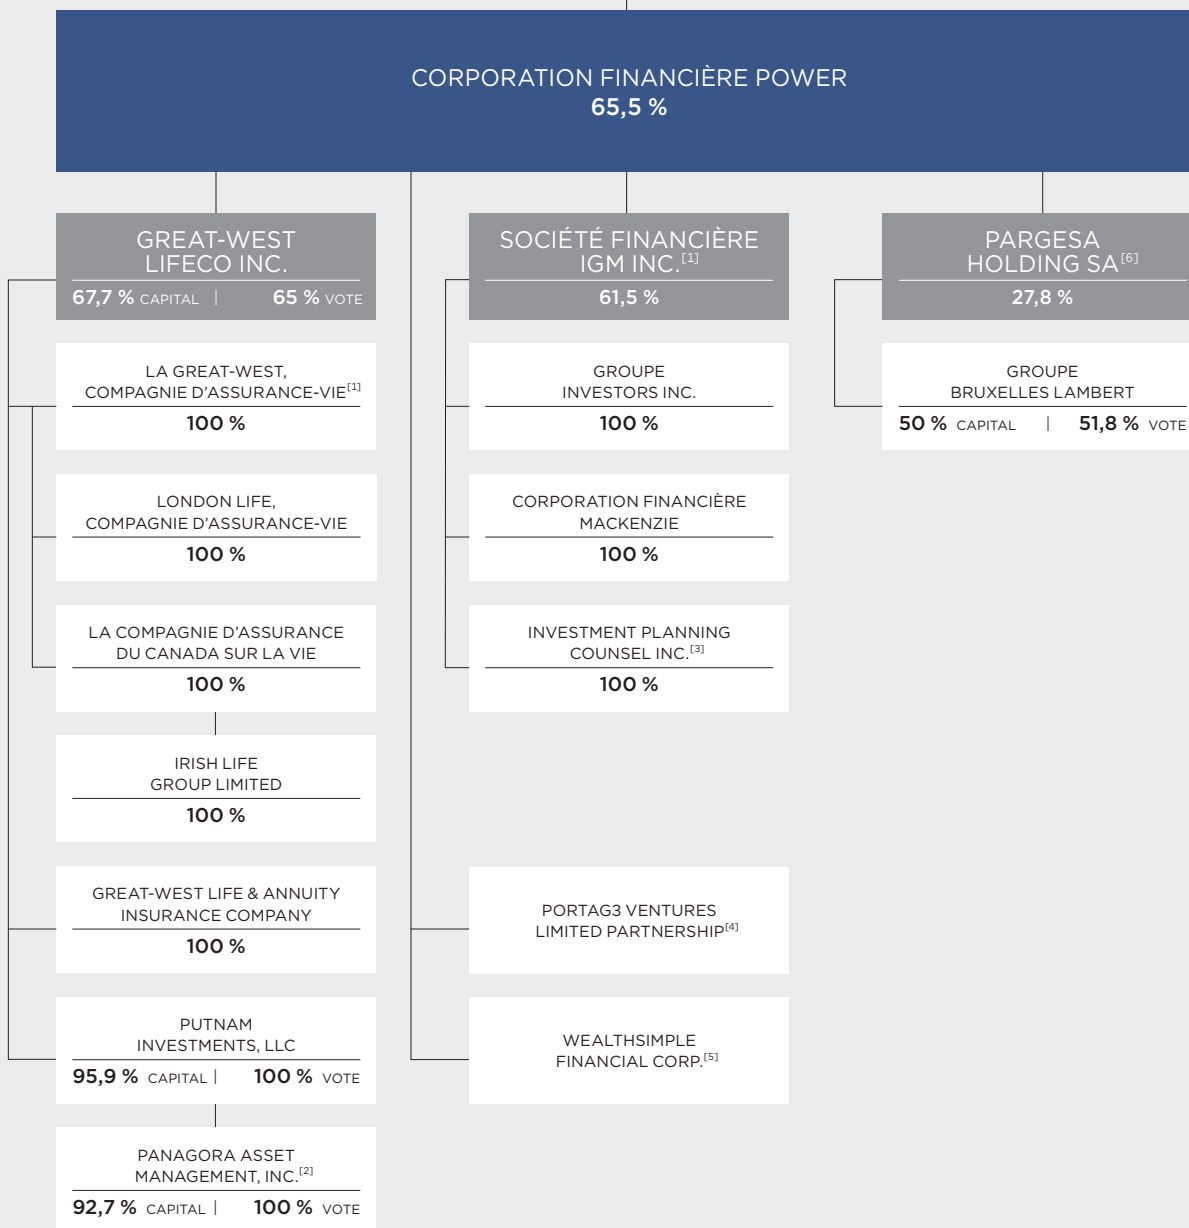 CORPORATION FINANCIÈRE POWER
65,5 %
GREAT-WEST
LIFECO INC.
67,7 % CAPITAL | 65 % VOTE
LA GREAT-WEST,
COMPAGNIE D'ASSURANCE-VIE[1]
100 %
LONDON LIFE,
COMPAGNIE D'ASSURANCE-VIE
100 %
LA COMPAGNIE D'ASSURANCE
DU CANADA SUR LA VIE
100 %
IRISH LIFE
GROUP LIMITED
100 %
GREAT-WEST LIFE & ANNUITY
INSURANCE COMPANY
100 %
PUTNAM
INVESTMENTS, LLC
95,9 % CAPITAL | 100 % VOTE
PANAGORA ASSET
MANAGEMENT, INC.[2]
92,7 % CAPITAL | 100 % VOTE
SOCIÉTÉ FINANCIÈRE
IGM INC.[1]
61,5 %
GROUPE
INVESTORS INC.
100 %
CORPORATION FINANCIÈRE
MACKENZIE
100 %
INVESTMENT PLANNING
COUNSEL INC.[3]
100 %
PORTAG3 VENTURES
LIMITED PARTNERSHIP[4]
WEALTHSIMPLE
FINANCIAL CORP.[5]
PARGESA
HOLDING SA[6]
27,8 %
GROUPE
BRUXELLES LAMBERT
50 % CAPITAL | 51,8 % VOTE